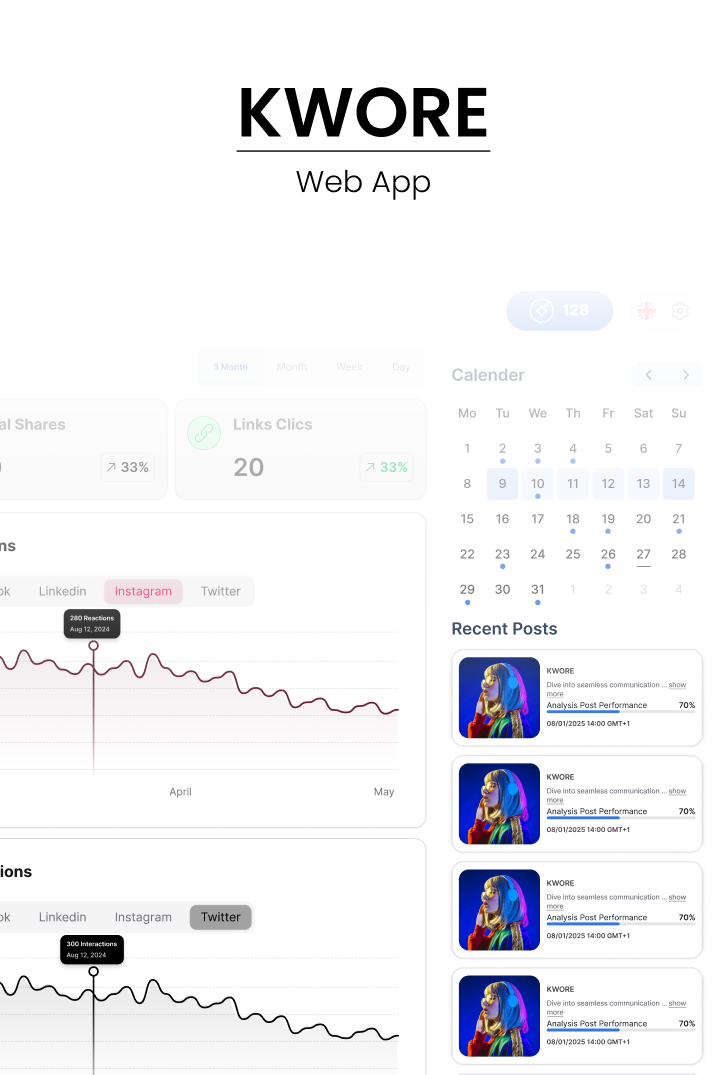 KWORE
Web App
128
3 Month Month Week Day
al Shares
33%
Links Clics
20
33%
ns
ok Linkedin Instagram Twitter
280 Reactions
Aug 12, 2024
April May
ions
ok Linkedin Instagram Twitter
300 Interactions
Aug 12, 2024
Calender
Mo Tu We Th Fr Sat Su
1 2 3 4 5 6 7
8 9 10 11 12 13 14
15 16 17 18 19 20 21
22 23 24 25 26 27 28
29 30 31 1 2 3 4
Recent Posts
KWORE
Dive into seamless communication ... show
more
Analysis Post Performance 70%
08/01/2025 14:00 GMT+1
KWORE
Dive into seamless communication ... show
more
Analysis Post Performance 70%
08/01/2025 14:00 GMT+1
KWORE
Dive into seamless communication ... show
more
Analysis Post Performance 70%
08/01/2025 14:00 GMT+1
KWORE
Dive into seamless communication ... show
more
Analysis Post Performance 70%
08/01/2025 14:00 GMT+1